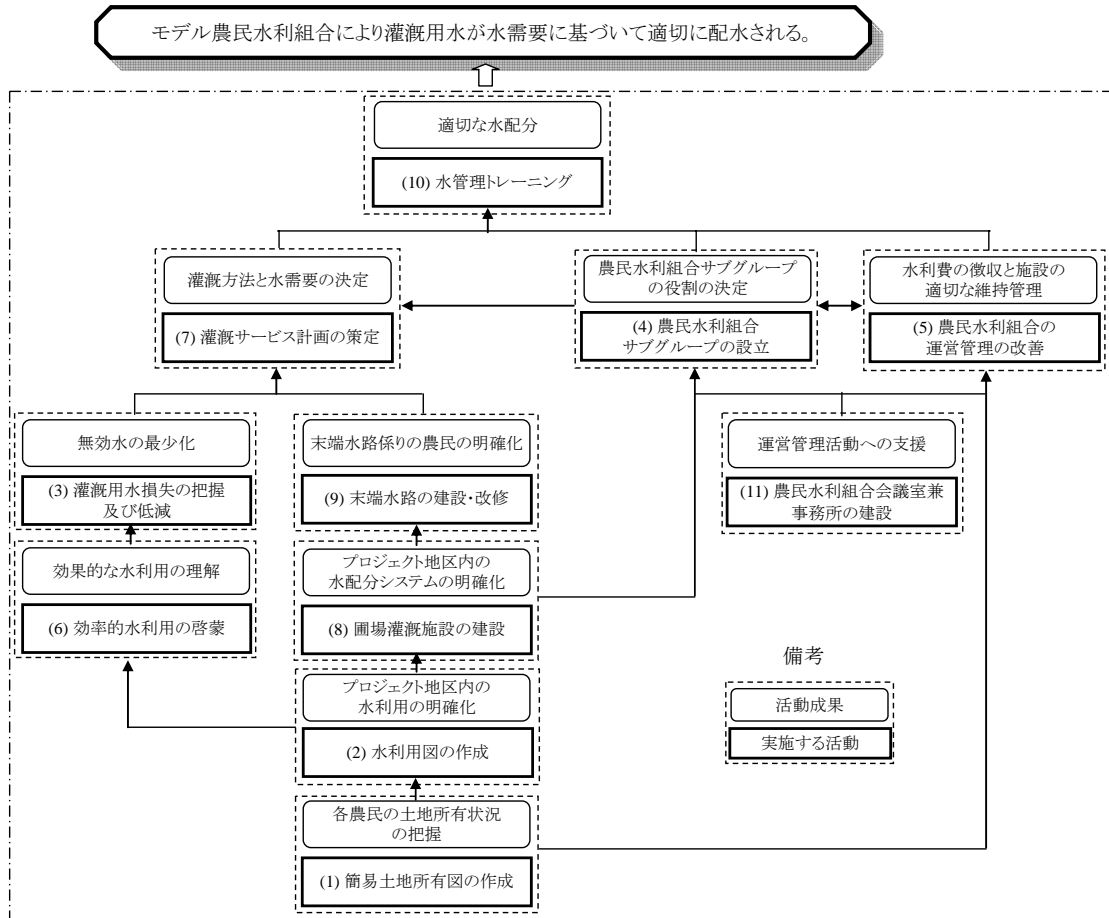 モデル農民水利組合により灌漑用水が水需要に基づいて適切に配水される。
適切な水配分
(10) 水管理トレーニング
灌漑方法と水需要の決定
(7) 灌漑サービス計画の策定
農民水利組合サブグループ
の役割の決定
(4) 農民水利組合
サブグループの設立
水利費の徴収と施設の
適切な維持管理
(5) 農民水利組合の
運営管理の改善
無効水の最少化
(3) 灌漑用水損失の把握
及び低減
末端水路係りの農民の明確化
(9) 末端水路の建設・改修
運営管理活動への支援
(11) 農民水利組合会議室兼
事務所の建設
効果的な水利用の理解
(6) 効率的水利用の啓蒙
プロジェクト地区内の
水配分システムの明確化
(8) 圃場灌漑施設の建設
プロジェクト地区内の
水利用の明確化
(2) 水利用図の作成
各農民の土地所有状況
の把握
(1) 簡易土地所有図の作成
備考
活動成果
実施する活動